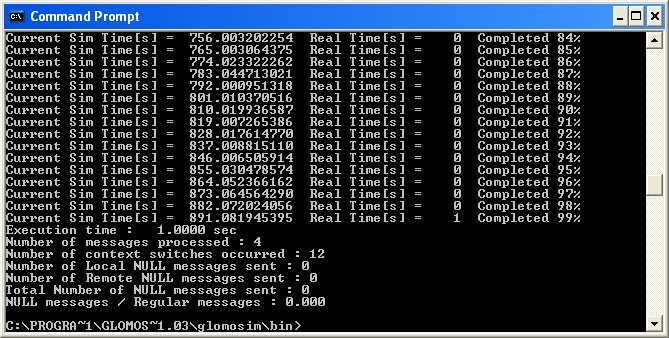 Command Prompt
Current Sim Time[s] =  756.003202254  Real Time[s] =    0  Completed 84%
Current Sim Time[s] =  765.003064375  Real Time[s] =    0  Completed 85%
Current Sim Time[s] =  774.023322262  Real Time[s] =    0  Completed 86%
Current Sim Time[s] =  783.044713021  Real Time[s] =    0  Completed 87%
Current Sim Time[s] =  792.000951318  Real Time[s] =    0  Completed 88%
Current Sim Time[s] =  801.010370516  Real Time[s] =    0  Completed 89%
Current Sim Time[s] =  810.019936587  Real Time[s] =    0  Completed 90%
Current Sim Time[s] =  819.007265386  Real Time[s] =    0  Completed 91%
Current Sim Time[s] =  828.017614770  Real Time[s] =    0  Completed 92%
Current Sim Time[s] =  837.008815110  Real Time[s] =    0  Completed 93%
Current Sim Time[s] =  846.006505914  Real Time[s] =    0  Completed 94%
Current Sim Time[s] =  855.030478574  Real Time[s] =    0  Completed 95%
Current Sim Time[s] =  864.052366162  Real Time[s] =    0  Completed 96%
Current Sim Time[s] =  873.064564290  Real Time[s] =    0  Completed 97%
Current Sim Time[s] =  882.072024056  Real Time[s] =    0  Completed 98%
Current Sim Time[s] =  891.081945395  Real Time[s] =    1  Completed 99%
Execution time :   1.0000 sec
Number of messages processed : 4
Number of context switches occurred : 12
Number of Local NULL messages sent : 0
Number of Remote NULL messages sent : 0
Total Number of NULL messages sent : 0
NULL messages / Regular messages : 0.000
C:\PROGRA~1\GLOMOS~1.03\glomosim\bin>